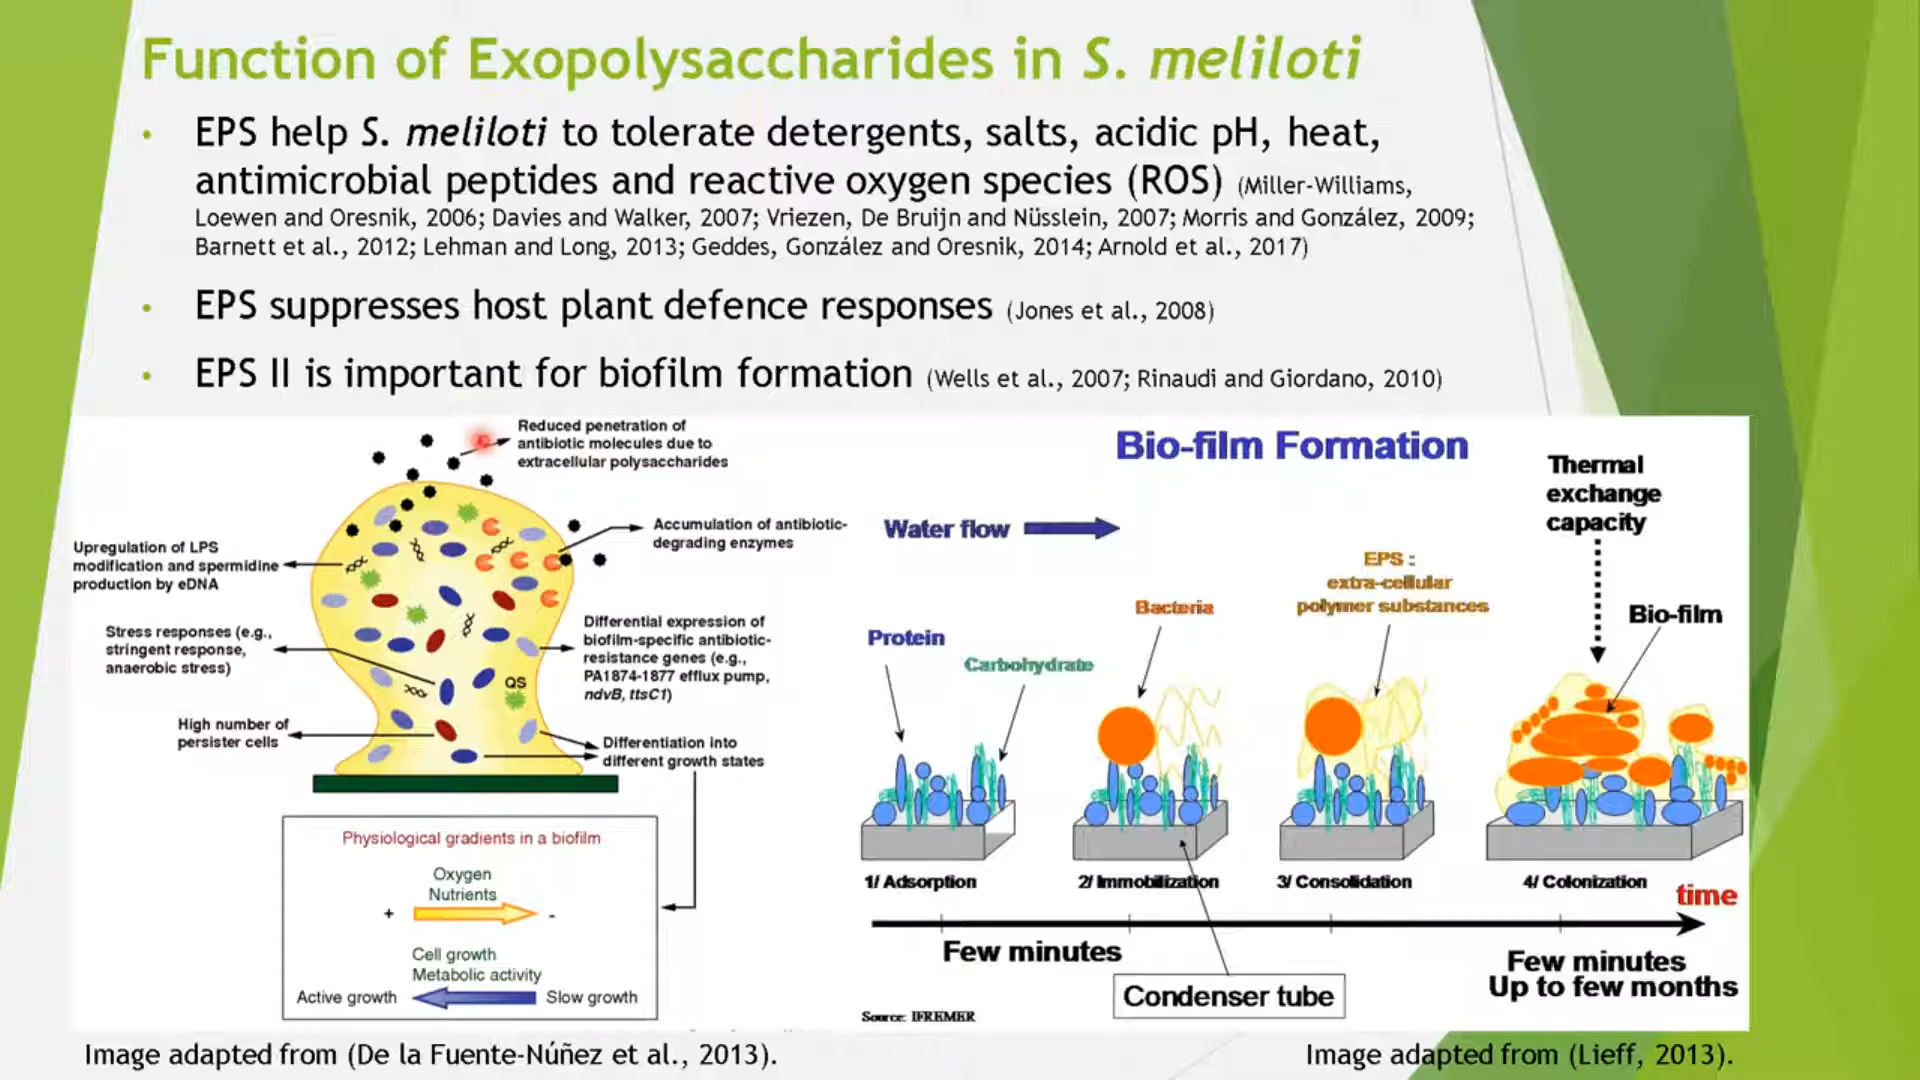 Function of Exopolysaccharides in S. meliloti
• EPS help S. meliloti to tolerate detergents, salts, acidic pH, heat,
antimicrobial peptides and reactive oxygen species (ROS) (Miller-Williams,
Loewen and Oresnik, 2006; Davies and Walker, 2007; Vriezen, De Bruijn and Nüsslein, 2007; Morris and González, 2009;
Barnett et al., 2012; Lehman and Long, 2013; Geddes, González and Oresnik, 2014; Arnold et al., 2017)
• EPS suppresses host plant defence responses (Jones et al., 2008)
• EPS II is important for biofilm formation (Wells et al., 2007; Rinaudi and Giordano, 2010)
Reduced penetration of
antibiotic molecules due to
extracellular polysaccharides
Accumulation of antibiotic-
degrading enzymes
Upregulation of LPS
modification and spermidine
production by eDNA
Differential expression of
biofilm-specific antibiotic-
resistance genes (e.g.,
PA1874-1877 efflux pump,
ndvB, ttsC1)
Stress responses (e.g.,
stringent response,
anaerobic stress)
QS
High number of
persister cells
Differentiation into
different growth states
Physiological gradients in a biofilm
Oxygen
Nutrients
+ -
Cell growth
Metabolic activity
Active growth Slow growth
Bio-film Formation
Thermal
exchange
capacity
Water flow
EPS :
extra-cellular
polymer substances
Bacteria
Bio-film
Protein
Carbohydrate
1/ Adsorption 2/ Immobilization 3/ Consolidation 4/ Colonization
time
Few minutes
Few minutes
Up to few months
Condenser tube
Source: IFREMER
Image adapted from (De la Fuente-Núñez et al., 2013).
Image adapted from (Lieff, 2013).